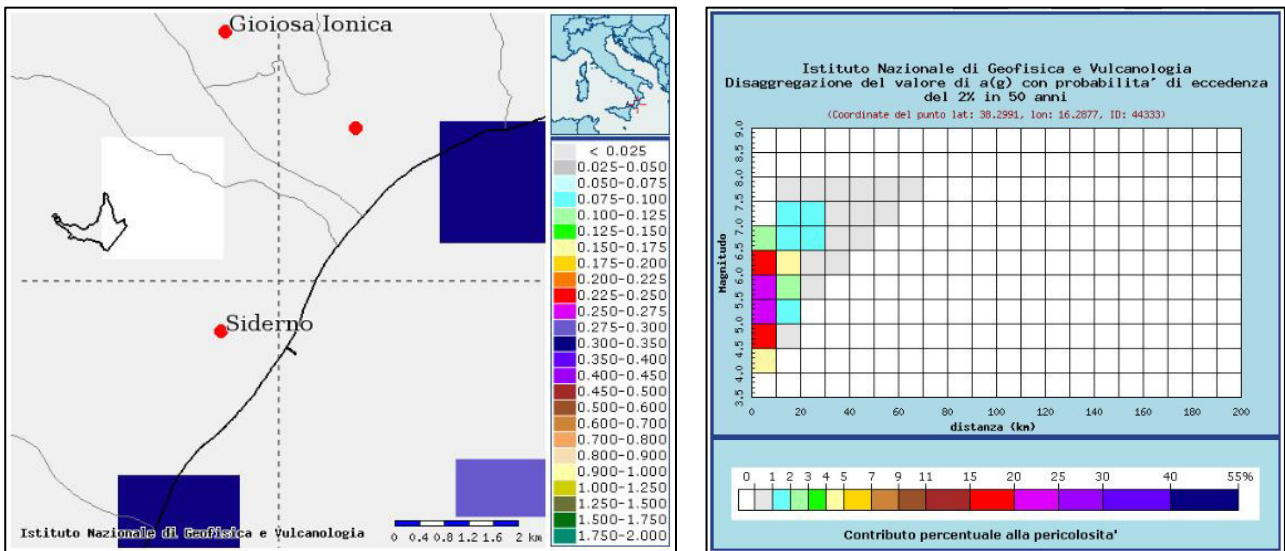 Gioiosa Ionica
Siderno
Istituto Nazionale di Geofisica e Vulcanologia
0 0.4 0.8 1.2 1.6 2 km
< 0.025
0.025-0.050
0.050-0.075
0.075-0.100
0.100-0.125
0.125-0.150
0.150-0.175
0.175-0.200
0.200-0.225
0.225-0.250
0.250-0.275
0.275-0.300
0.300-0.350
0.350-0.400
0.400-0.450
0.450-0.500
0.500-0.600
0.600-0.700
0.700-0.800
0.800-0.900
0.900-1.000
1.000-1.250
1.250-1.500
1.500-1.750
1.750-2.000
Istituto Nazionale di Geofisica e Vulcanologia
Disaggregazione del valore di a(g) con probabilita' di eccedenza
del 2% in 50 anni
(Coordinate del punto lat: 38.2991, lon: 16.2877, ID: 44333)
Magnitudo
9.0
8.5
8.0
7.5
7.0
6.5
6.0
5.5
5.0
4.5
4.0
3.5
0 20 40 60 80 100 120 140 160 180 200
distanza (km)
0 1 2 3 4 5 7 9 11 15 20 25 30 40 55%
Contributo percentuale alla pericolosita'